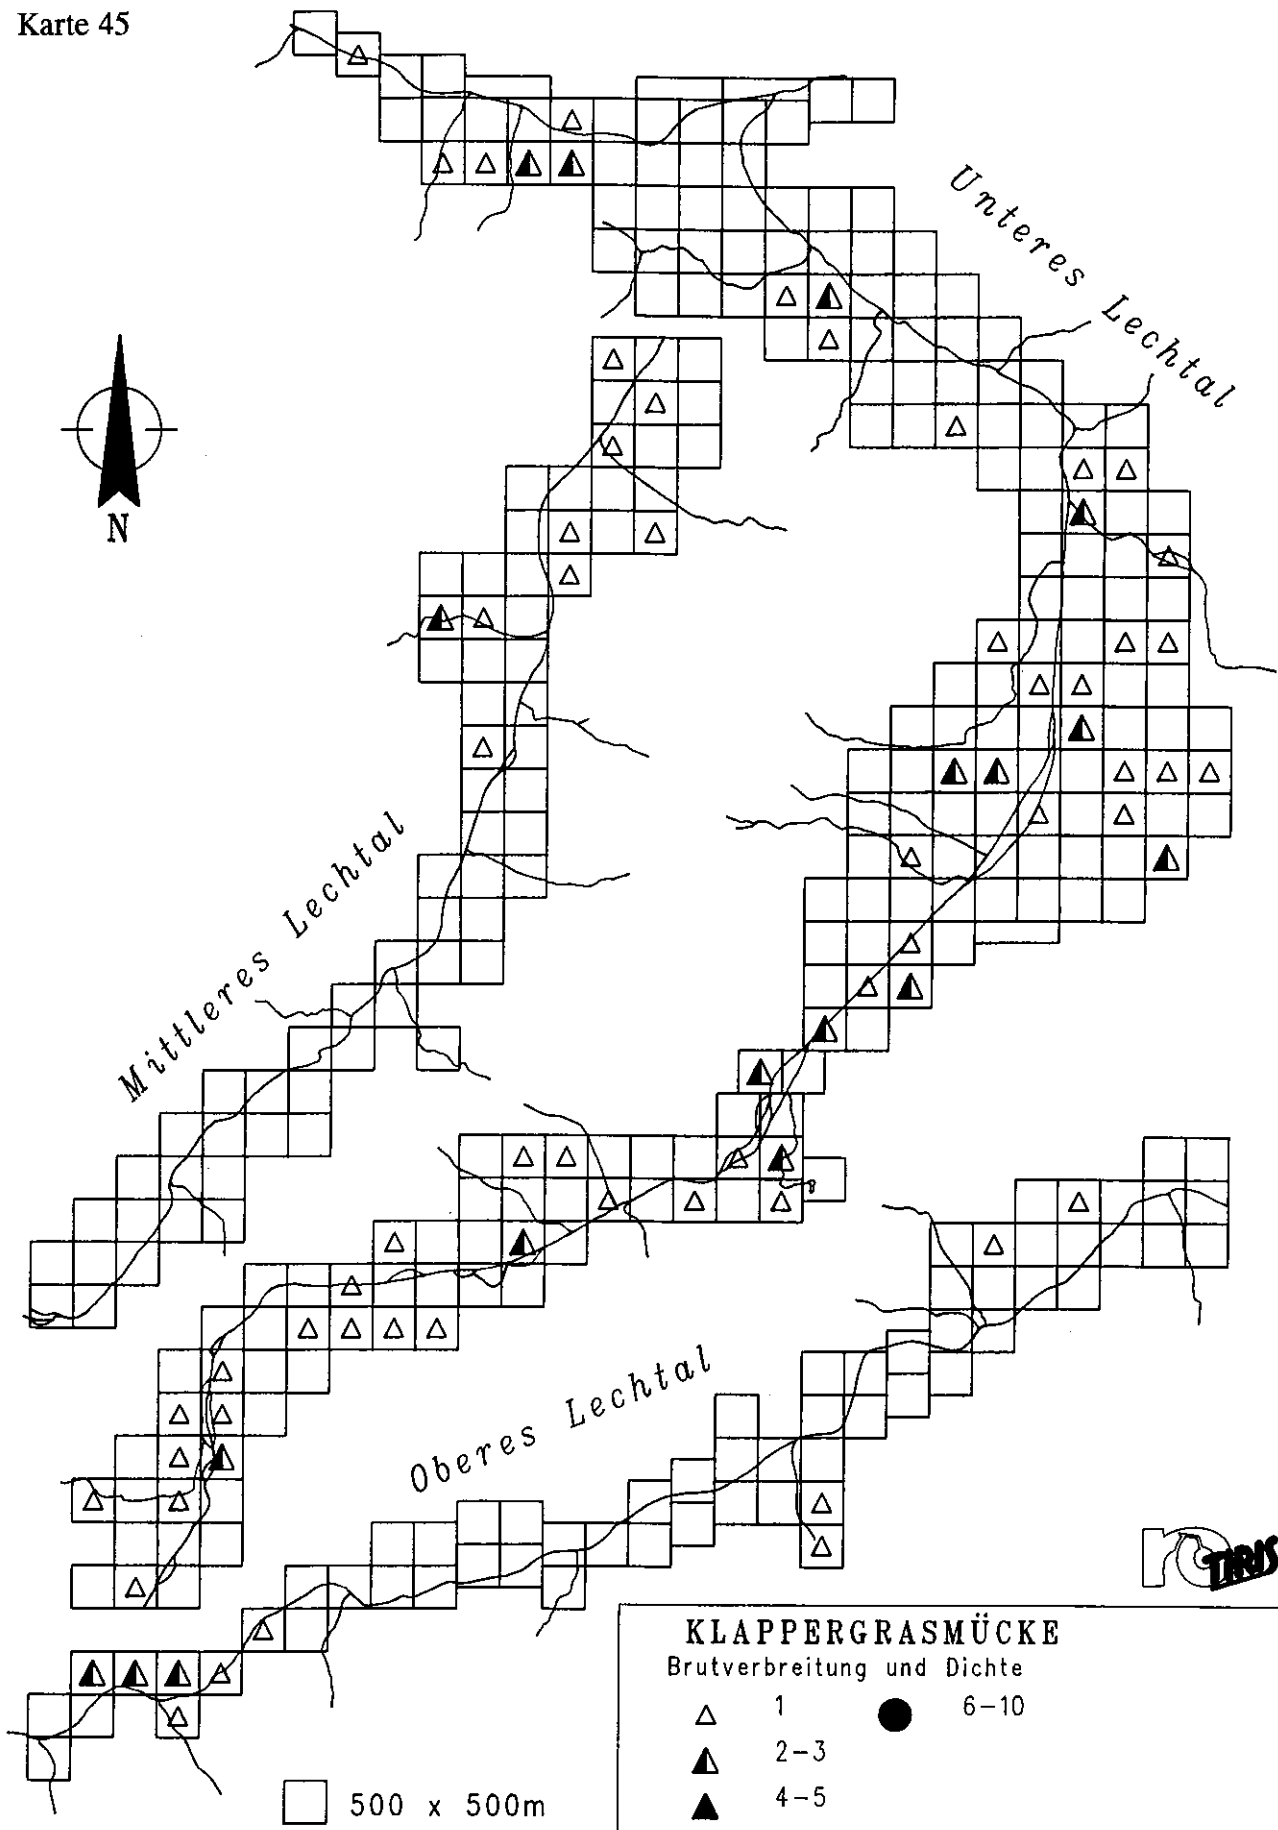 Karte 45
Unteres Lechtal
N
Mittleres Lechtal
Oberes Lechtal
TIRIS
KLAPPERGRASMÜCKE
Brutverbreitung und Dichte
1 6-10
2-3
4-5
500 x 500m